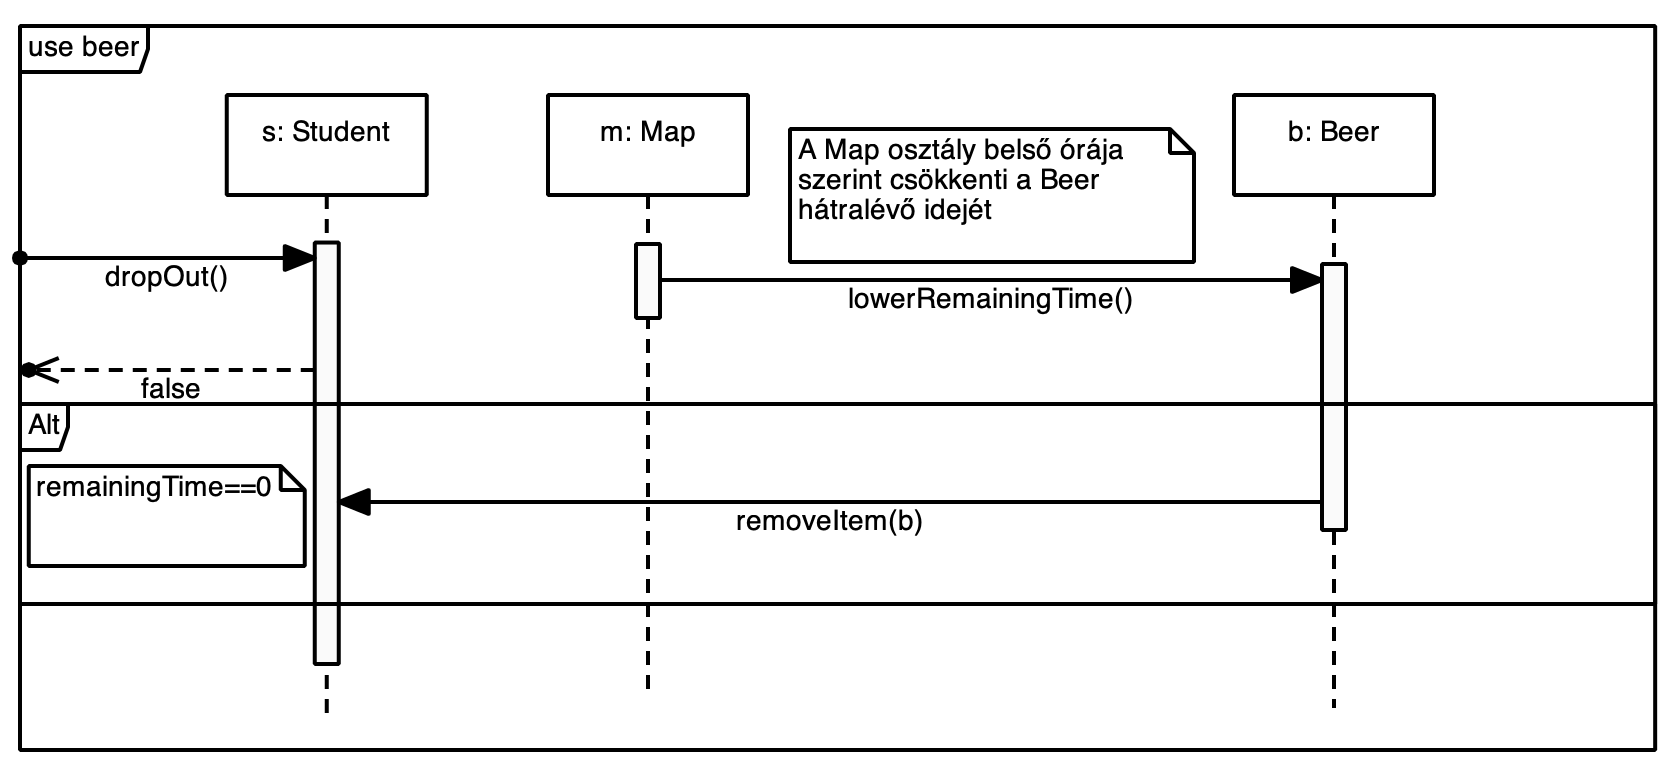 use beer
s: Student
m: Map
A Map osztály belső órája
szerint csökkenti a Beer
hátralévő idejét
b: Beer
dropOut()
lowerRemainingTime()
false
Alt
remainingTime==0
removeItem(b)